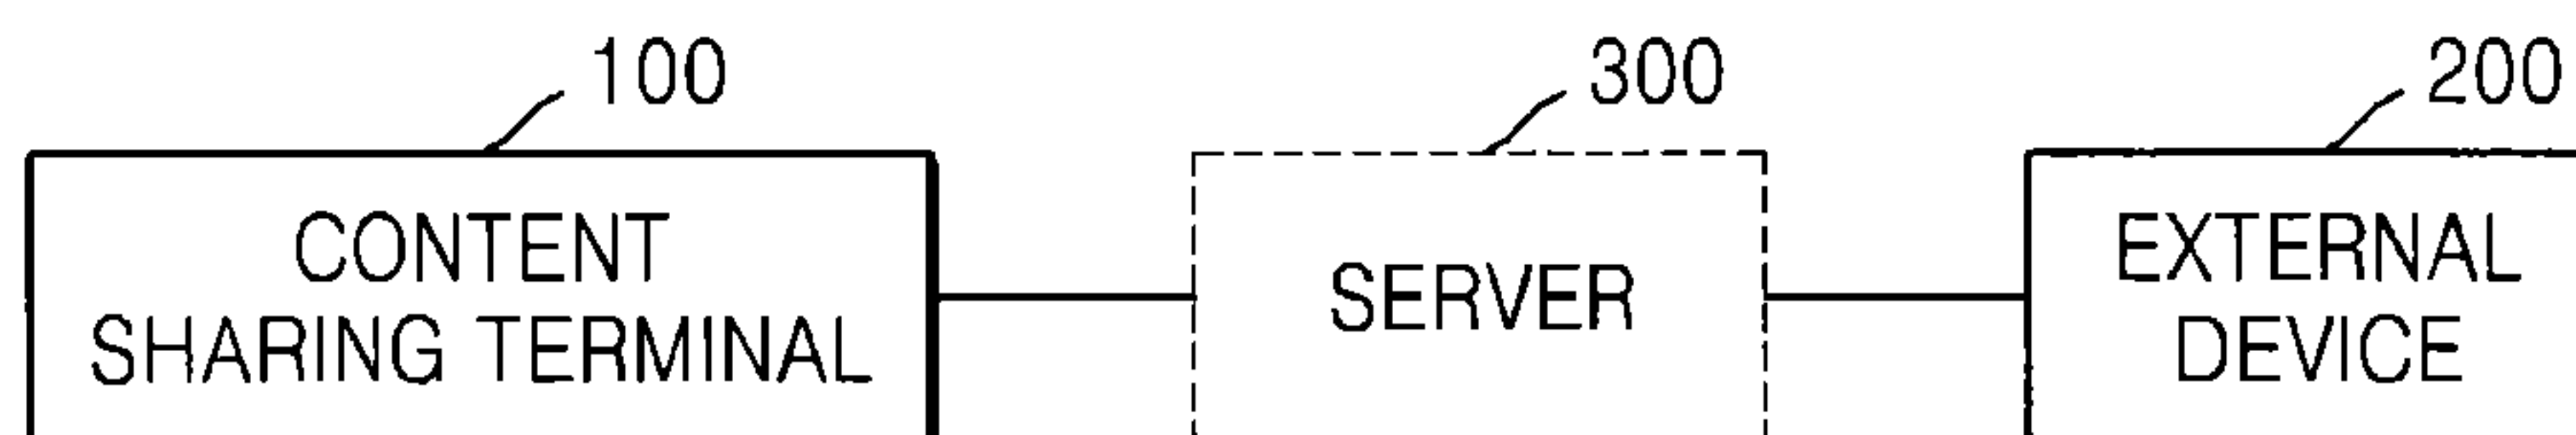 100
300
200
CONTENT
SHARING TERMINAL
SERVER
EXTERNAL
DEVICE